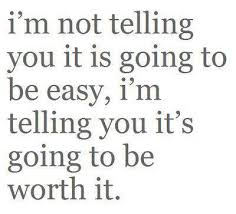 i'm not telling
you it is going to
be easy, i'm
telling you it's
going to be
worth it.